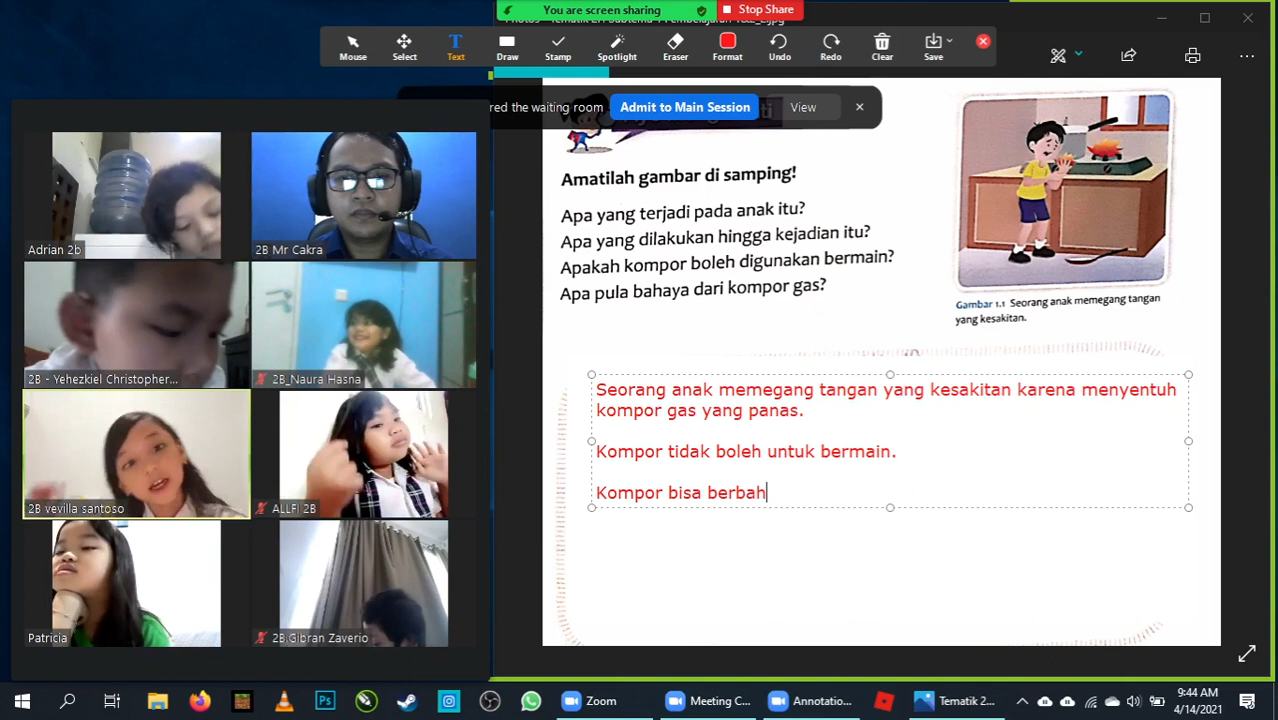 You are screen sharing
Stop Share
Mouse
Select
Text
Draw
Stamp
Spotlight
Eraser
Format
Undo
Redo
Clear
Save
red the waiting room
Admit to Main Session
View
Amatilah gambar di samping!
Apa yang terjadi pada anak itu?
Apa yang dilakukan hingga kejadian itu?
Apakah kompor boleh digunakan bermain?
Apa pula bahaya dari kompor gas?
Gambar 1.1 Seorang anak memegang tangan
yang kesakitan.
Seorang anak memegang tangan yang kesakitan karena menyentuh
kompor gas yang panas.
Kompor tidak boleh untuk bermain.
Kompor bisa berbah
Adrian 2b
2B Mr Cakra
2B - Yehezkiel Christopher...
2B_Naura Hasna
santoso
2B
Patricia
2B Gibran Zaverio
Zoom
Meeting C...
Annotatio...
Tematik 2...
9:44 AM
4/14/2021